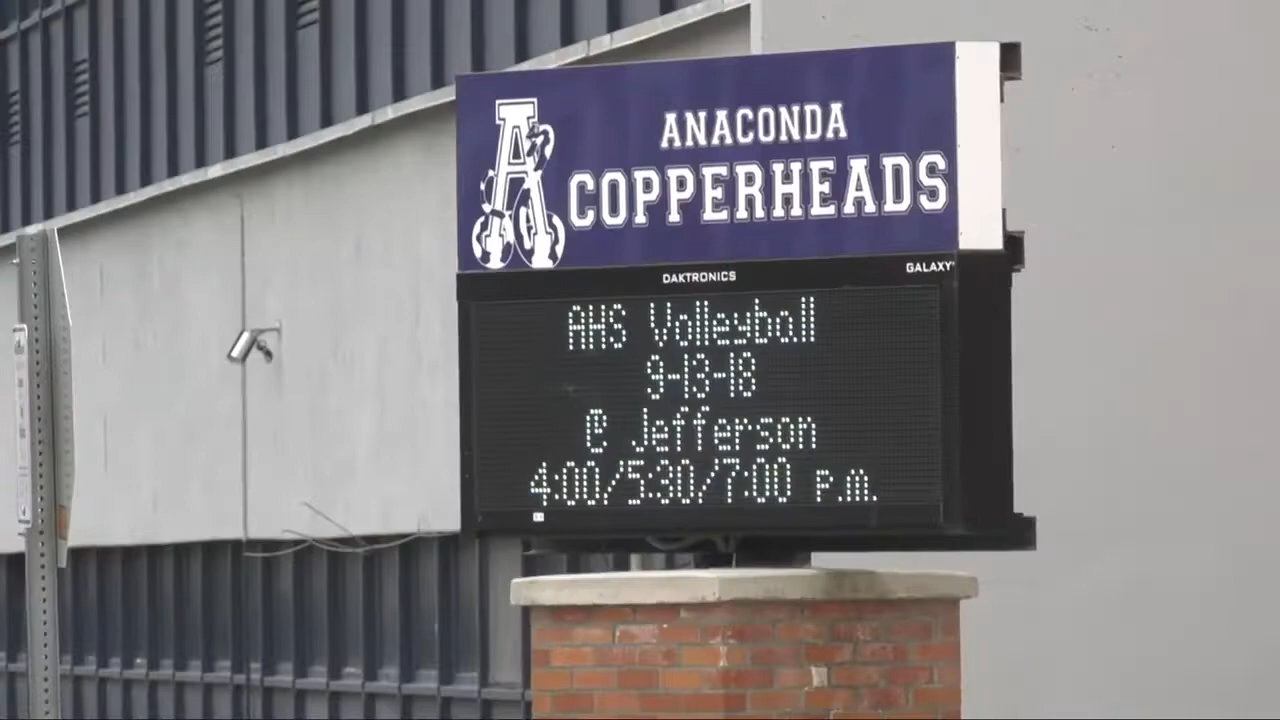 A
ANACONDA
COPPERHEADS
DAKTRONICS
GALAXY
AHS Volleyball
9-13-18
@ Jefferson
4:00/5:30/7:00 P.M.